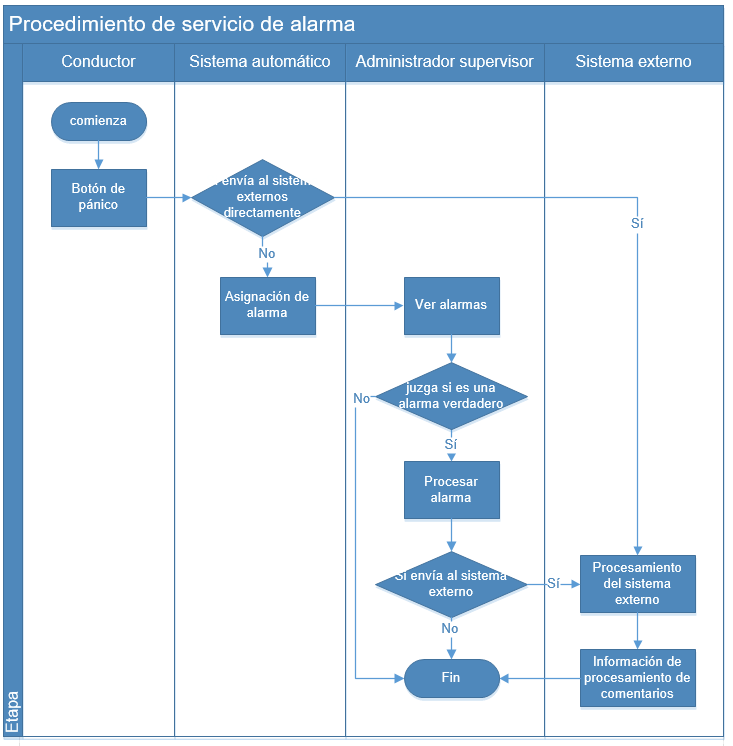 Procedimiento de servicio de alarma
Conductor
Sistema automático
Administrador supervisor
Sistema externo
comienza
Botón de
pánico
envía al sistem
externos
directamente
Sí
No
Asignación de
alarma
Ver alarmas
juzga si es una
alarma verdadero
No
Sí
Procesar
alarma
Si envía al sistema
externo
Sí
Procesamiento
del sistema
externo
No
Fin
Información de
procesamiento de
comentarios
Etapa